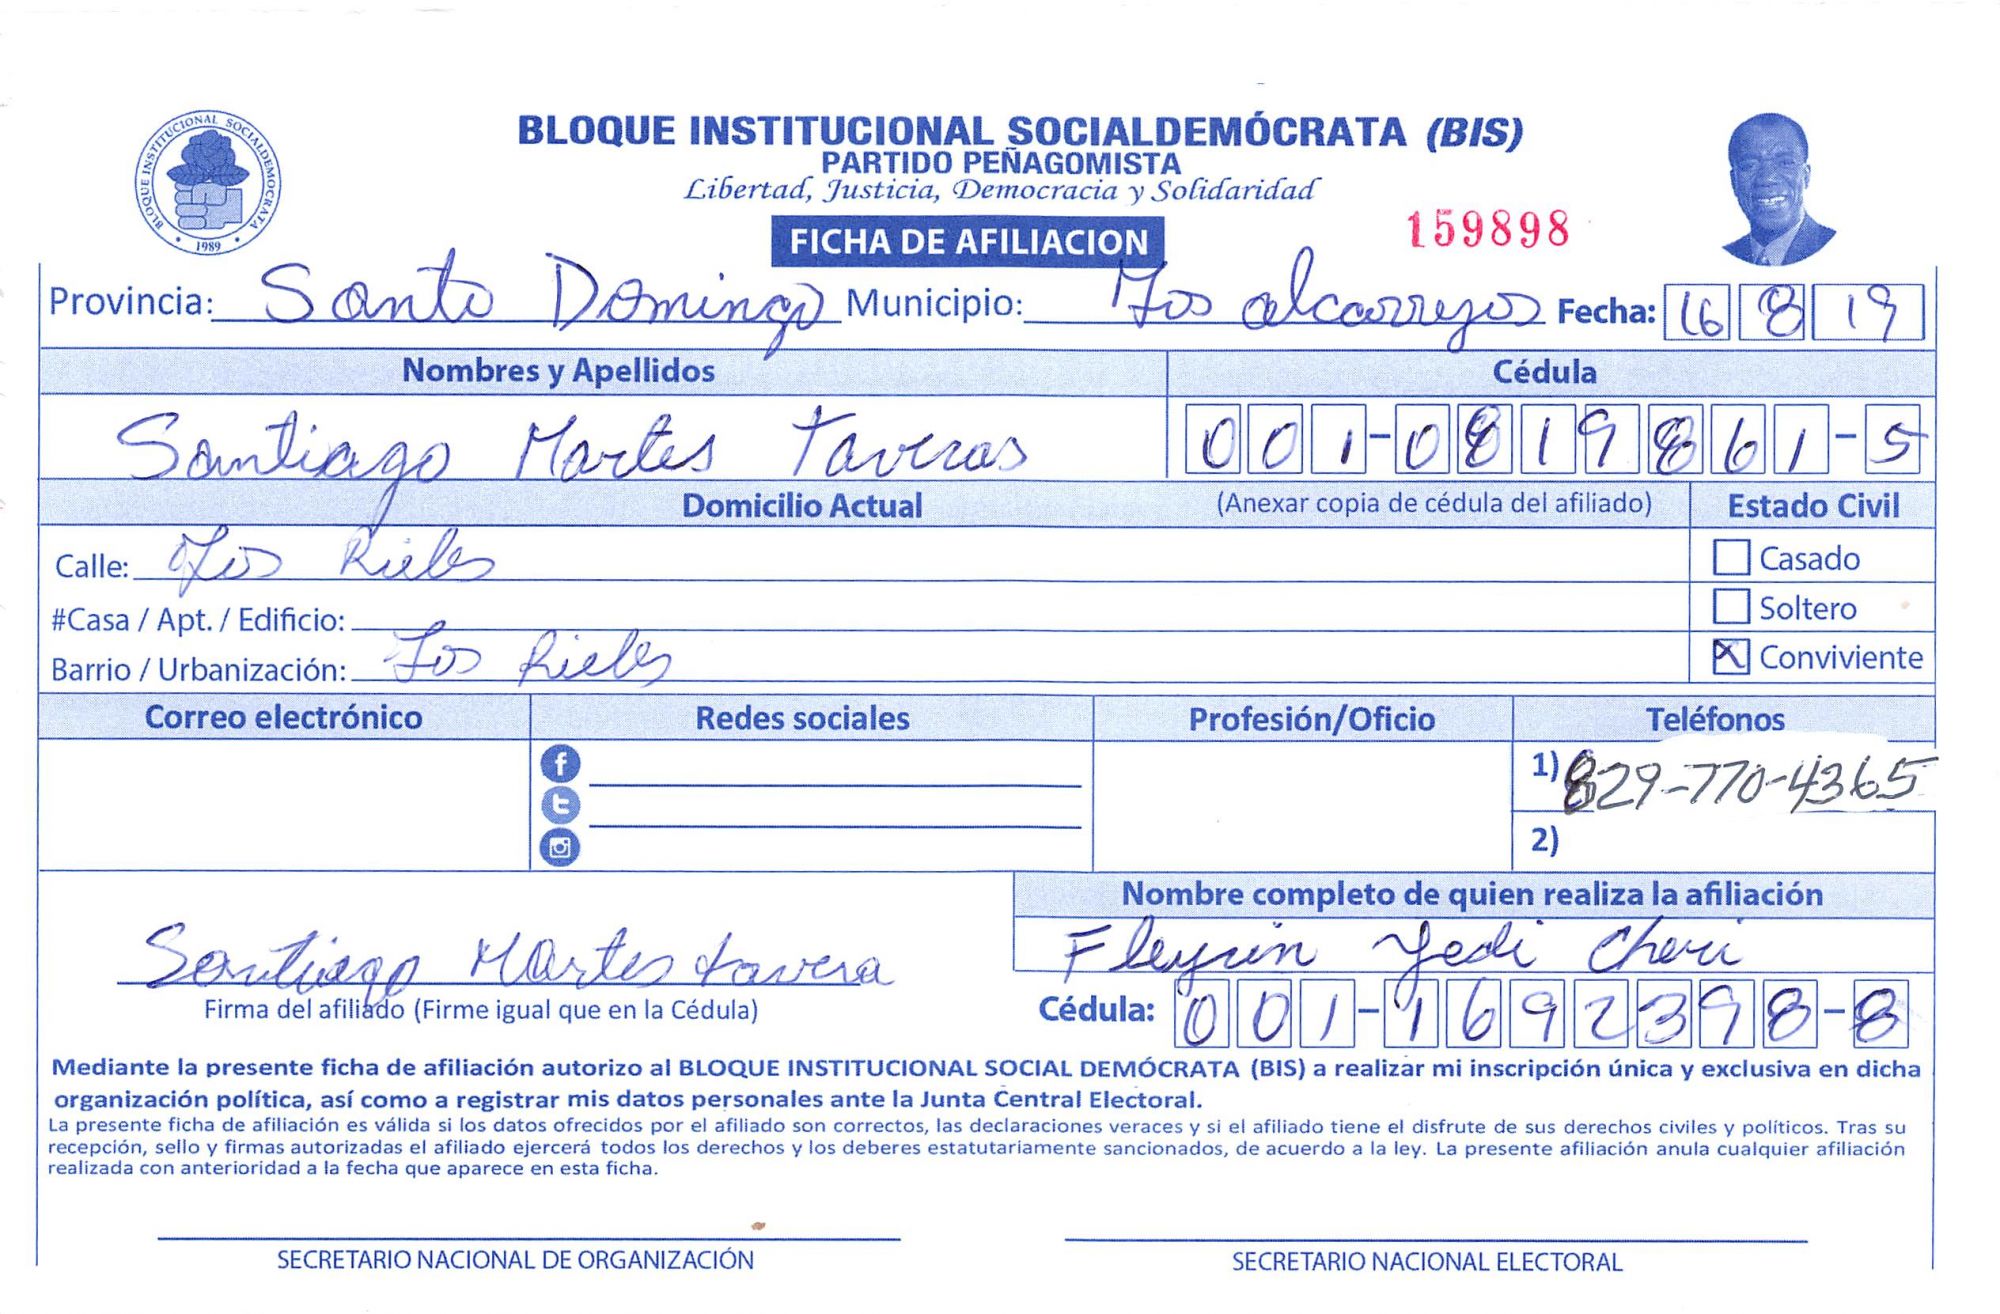 BLOQUE INSTITUCIONAL SOCIALDEMOCRATA
1989
BLOQUE INSTITUCIONAL SOCIALDEMÓCRATA (BIS)
PARTIDO PEÑAGOMISTA
Libertad, Justicia, Democracia y Solidaridad
FICHA DE AFILIACION
159898
Provincia: Santo Domingo Municipio: Los alcarrejos Fecha: 16 8 19
Nombres y Apellidos Cédula
Santiago Martes Taveras 001-0819861-5
Domicilio Actual (Anexar copia de cédula del afiliado) Estado Civil
Calle: Los Rieles Casado
#Casa / Apt. / Edificio: Soltero
Barrio / Urbanización: Los Rieles X Conviviente
Correo electrónico Redes sociales Profesión/Oficio Teléfonos
1) 829-770-4365
2)
Nombre completo de quien realiza la afiliación
Santiago Martes tavera Yedi Cheri
Firma del afiliado (Firme igual que en la Cédula) Cédula: 001-1692398-8
Mediante la presente ficha de afiliación autorizo al BLOQUE INSTITUCIONAL SOCIAL DEMÓCRATA (BIS) a realizar mi inscripción única y exclusiva en dicha
organización política, así como a registrar mis datos personales ante la Junta Central Electoral.
La presente ficha de afiliación es válida si los datos ofrecidos por el afiliado son correctos, las declaraciones veraces y si el afiliado tiene el disfrute de sus derechos civiles y políticos. Tras su
recepción, sello y firmas autorizadas el afiliado ejercerá todos los derechos y los deberes estatutariamente sancionados, de acuerdo a la ley. La presente afiliación anula cualquier afiliación
realizada con anterioridad a la fecha que aparece en esta ficha.
SECRETARIO NACIONAL DE ORGANIZACIÓN SECRETARIO NACIONAL ELECTORAL